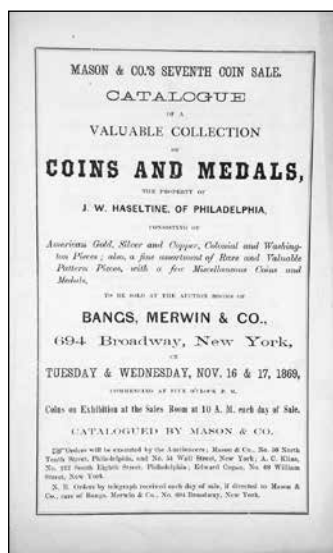 MASON & CO.'S SEVENTH COIN SALE.
CATALOGUE
OF A
VALUABLE COLLECTION
OF
COINS AND MEDALS,
THE PROPERTY OF
J. W. HASELTINE, OF PHILADELPHIA,
CONSISTING OF
American Gold, Silver and Copper, Colonial and Washing-
ton Pieces; also, a fine assortment of Rare and Valuable
Pattern Pieces, with a few Miscellaneous Coins and
Medals,
TO BE SOLD AT THE AUCTION ROOMS OF
BANGS, MERWIN & CO.,
694 Broadway, New York,
ON
TUESDAY & WEDNESDAY, NOV. 16 & 17, 1869,
COMMENCING AT FIVE O'CLOCK P. M.
Coins on Exhibition at the Sales Room at 10 A. M. each day of Sale.
CATALOGUED BY MASON & CO.
☞ Orders will be executed by the Auctioneers; Mason & Co., No. 50 North
Tenth Street, Philadelphia, and No. 54 Wall Street, New York; A. C. Kline,
No. 212 South Eighth Street, Philadelphia; Edward Cogan, No. 68 William
Street, New York.
N. B. Orders by telegraph received each day of sale, if directed to Mason &
Co., care of Bangs, Merwin & Co., No. 694 Broadway, New York.